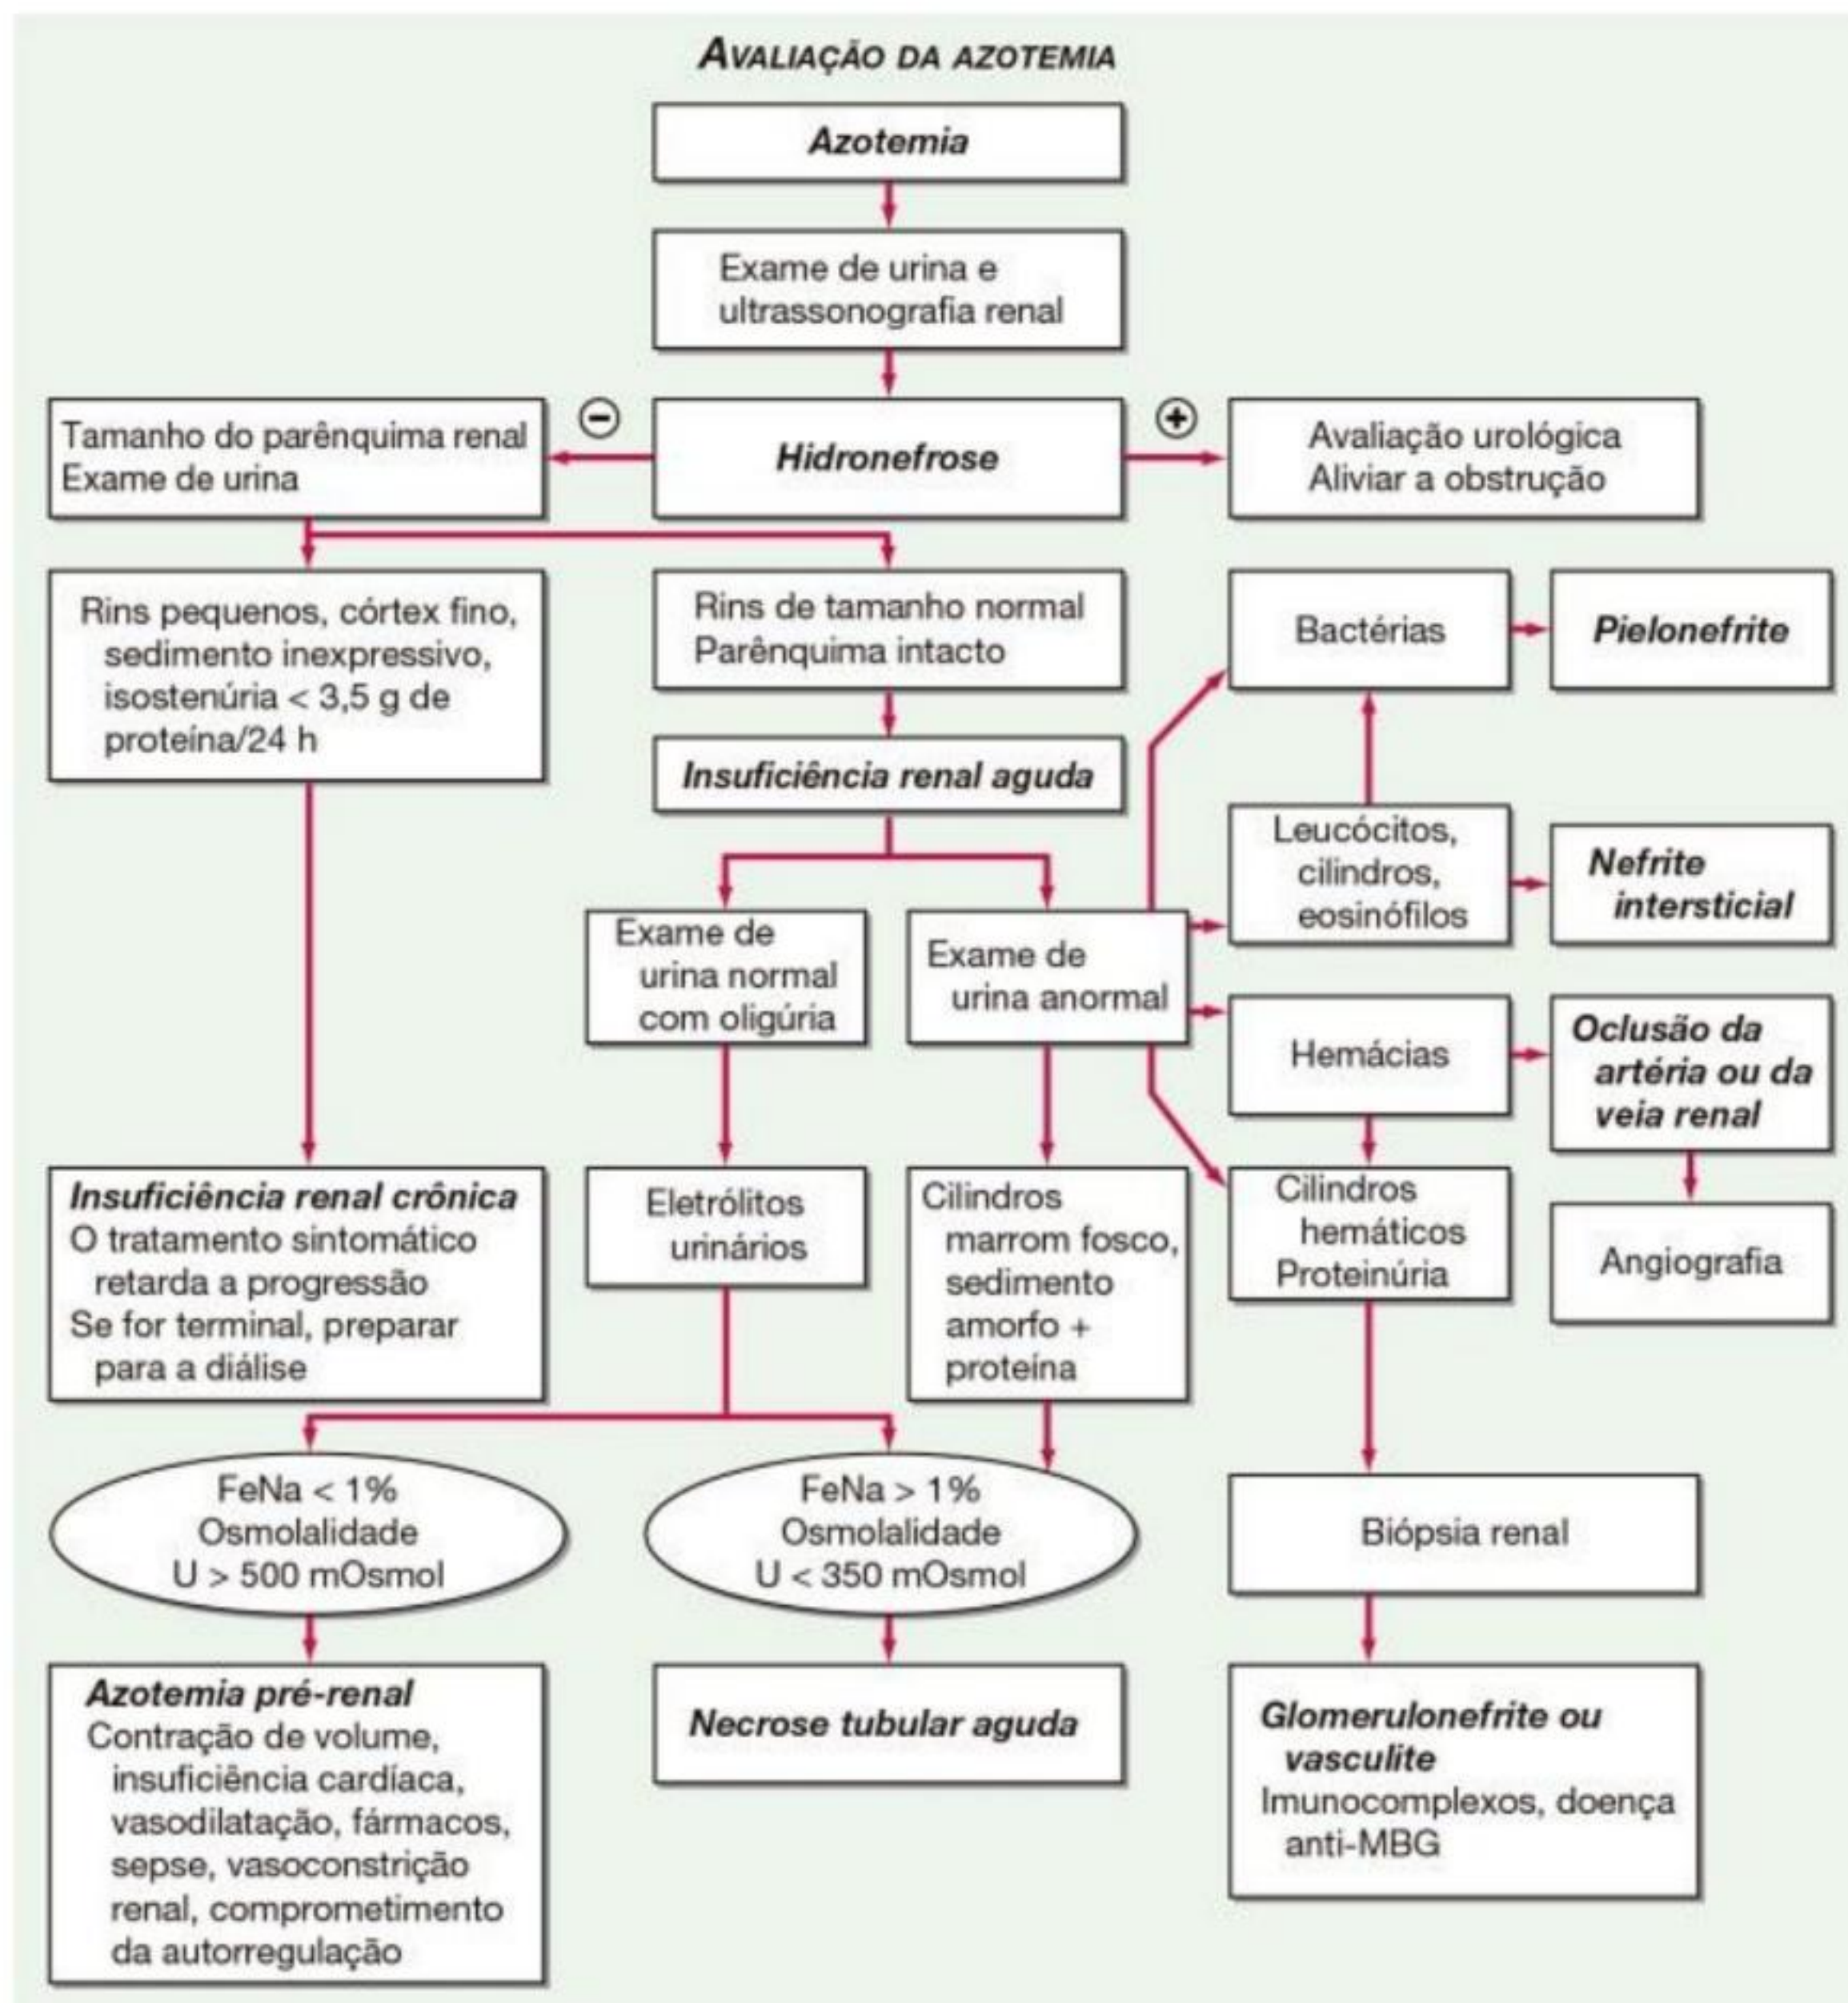 AVALIAÇÃO DA AZOTEMIA
Azotemia
Exame de urina e
ultrassonografia renal
Tamanho do parênquima renal
Exame de urina
−
Hidronefrose
+
Avaliação urológica
Aliviar a obstrução
Rins pequenos, córtex fino,
sedimento inexpressivo,
isostenúria < 3,5 g de
proteína/24 h
Rins de tamanho normal
Parênquima intacto
Bactérias
Pielonefrite
Insuficiência renal aguda
Leucócitos,
cilindros,
eosinófilos
Nefrite
intersticial
Exame de
urina normal
com oligúria
Exame de
urina anormal
Hemácias
Oclusão da
artéria ou da
veia renal
Insuficiência renal crônica
O tratamento sintomático
retarda a progressão
Se for terminal, preparar
para a diálise
Eletrólitos
urinários
Cilindros
marrom fosco,
sedimento
amorfo +
proteína
Cilindros
hemáticos
Proteinúria
Angiografia
FeNa < 1%
Osmolalidade
U > 500 mOsmol
FeNa > 1%
Osmolalidade
U < 350 mOsmol
Biópsia renal
Azotemia pré-renal
Contração de volume,
insuficiência cardíaca,
vasodilatação, fármacos,
sepse, vasoconstrição
renal, comprometimento
da autorregulação
Necrose tubular aguda
Glomerulonefrite ou
vasculite
Imunocomplexos, doença
anti-MBG